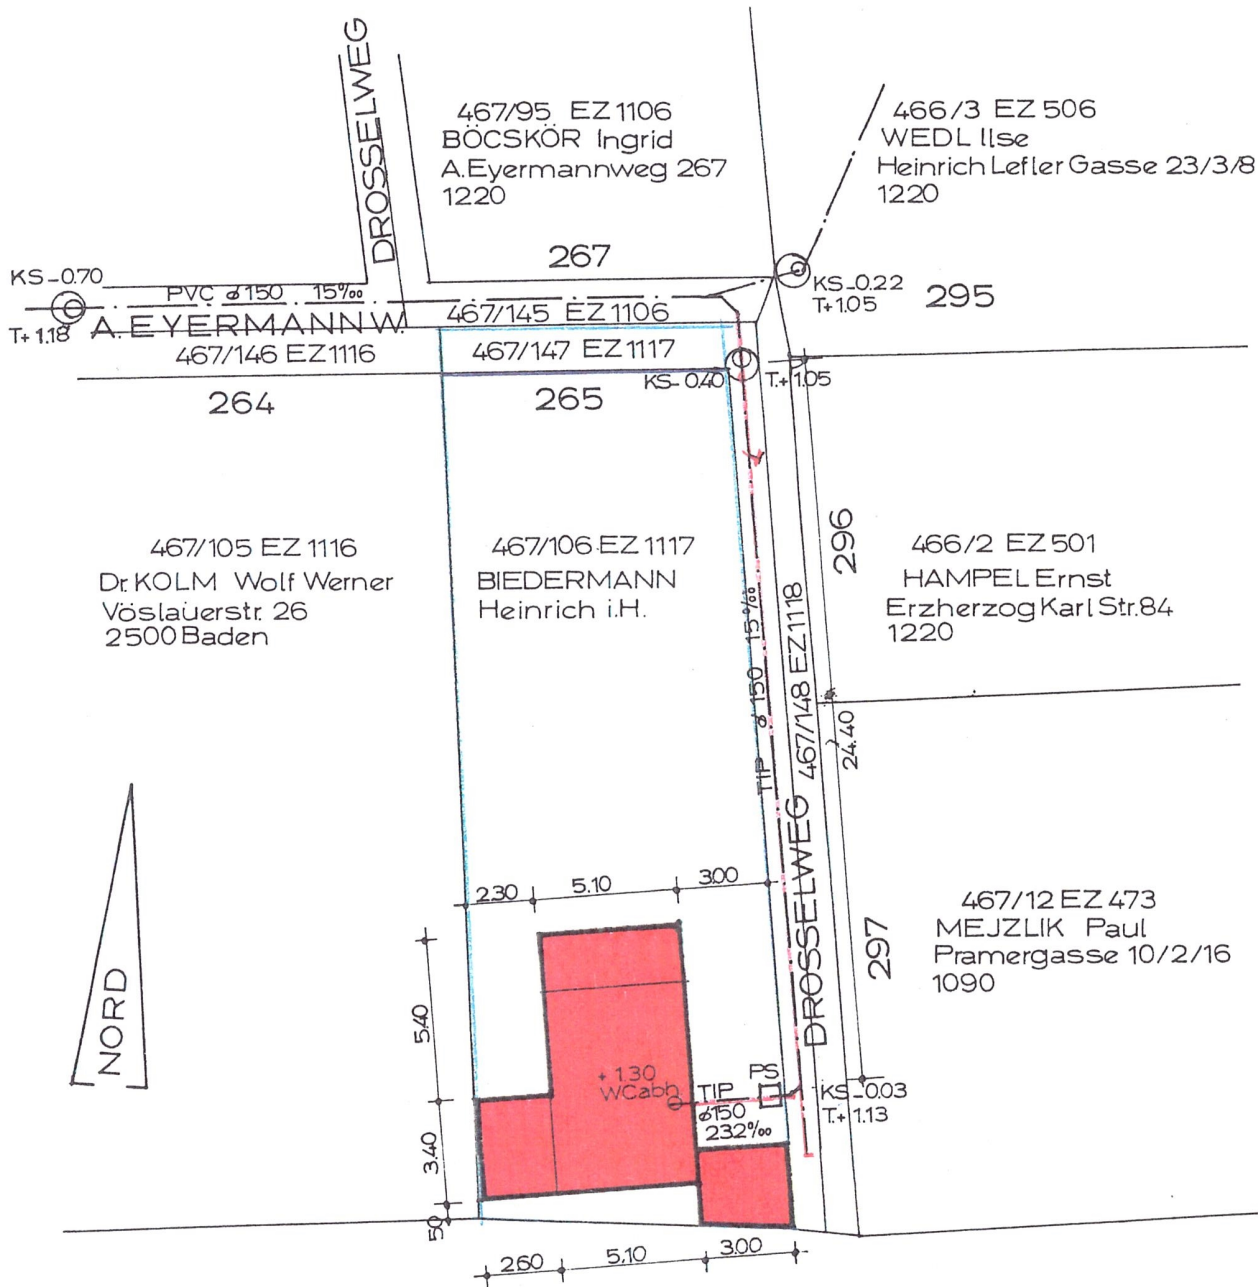 DROSSELWEG
467/95 EZ 1106
BÖCSKÖR Ingrid
A.Eyermannweg 267
1220
466/3 EZ 506
WEDL Ilse
Heinrich Lefler Gasse 23/3/8
1220
267
KS-0.70
PVC ø150 15‰
KS-0.22
T+1.05
295
T+1.18
A.EYERMANNW.
467/145 EZ 1106
467/146 EZ 1116
467/147 EZ 1117
KS-0.40
T.+1.05
264
265
296
467/105 EZ 1116
Dr. KOLM Wolf Werner
Vöslauerstr. 26
2500 Baden
467/106 EZ 1117
BIEDERMANN
Heinrich i.H.
466/2 EZ 501
HAMPEL Ernst
Erzherzog Karl Str.84
1220
TIP ø150 15‰
467/148 EZ1118
24.40
DROSSELWEG
297
467/12 EZ 473
MEJZLIK Paul
Pramergasse 10/2/16
1090
NORD
2.30
5.10
3.00
5.40
+1.30
WCabh
TIP
ø150
232‰
PS
KS-0.03
T.+1.13
3.40
50
2.60
5.10
3.00